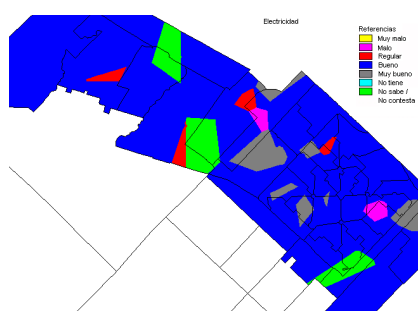 Electricidad
Referencias
Muy malo
Malo
Regular
Bueno
Muy bueno
No tiene
No sabe /
No contesta